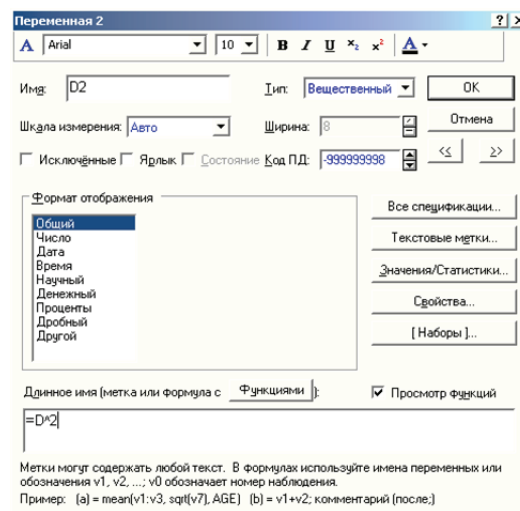 Переменная 2
? x
A Arial 10 B I U x₂ x² A
Имя: D2 Тип: Вещественный OK
Шкала измерения: Авто Ширина: 8 Отмена
Исключённые Ярлык Состояние Код ПД: -999999998 << >>
Формат отображения
Все спецификации...
Общий
Число
Дата
Время
Научный
Денежный
Проценты
Дробный
Другой
Текстовые метки...
Значения/Статистики...
Свойства...
[ Наборы ]...
Длинное имя (метка или формула с Функциями ): Просмотр функций
=D^2
Метки могут содержать любой текст. В формулах используйте имена переменных или
обозначения v1, v2, ...; v0 обозначает номер наблюдения.
Пример: (a) = mean(v1:v3, sqrt(v7), AGE) (b) = v1+v2; комментарий (после;)